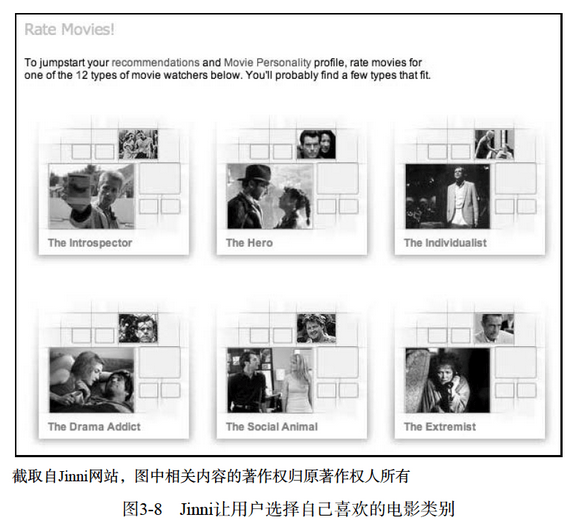 Rate Movies!
To jumpstart your recommendations and Movie Personality profile, rate movies for
one of the 12 types of movie watchers below. You'll probably find a few types that fit.
The Introspector
The Hero
The Individualist
The Drama Addict
The Social Animal
The Extremist
截取自Jinni网站，图中相关内容的著作权归原著作权人所有
图3-8 Jinni让用户选择自己喜欢的电影类别